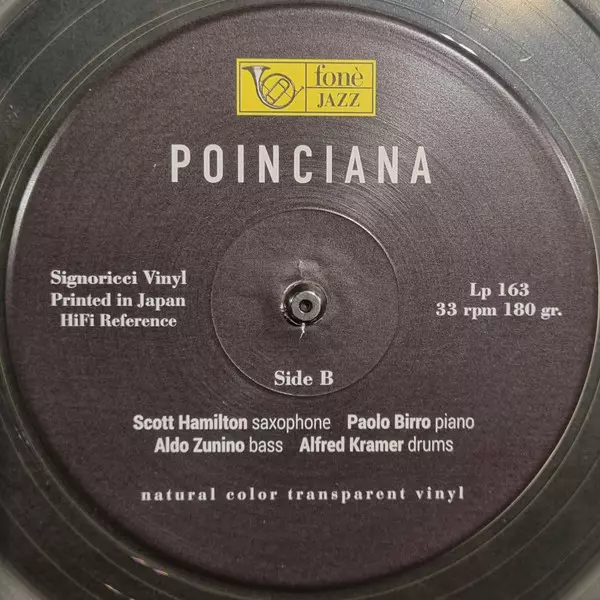 fonè
JAZZ
POINCIANA
Signoricci Vinyl
Printed in Japan
HiFi Reference
Lp 163
33 rpm 180 gr.
Side B
Scott Hamilton saxophone Paolo Birro piano
Aldo Zunino bass Alfred Kramer drums
natural color transparent vinyl